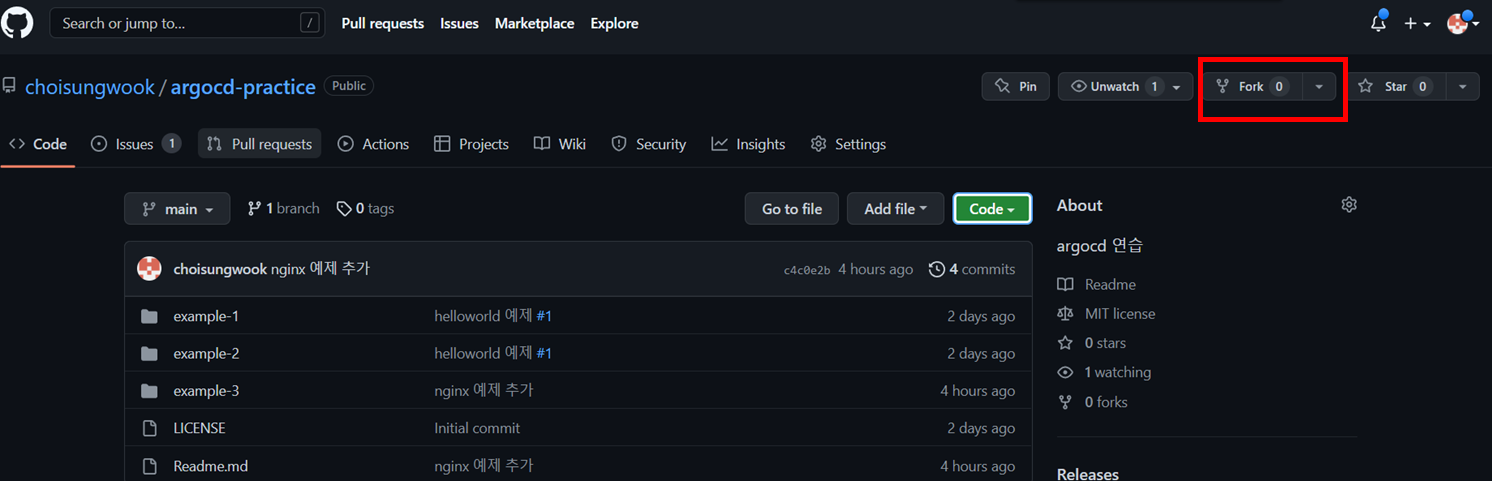 Search or jump to... /
Pull requests Issues Marketplace Explore
choisungwook / argocd-practice Public
Pin Unwatch 1 Fork 0 Star 0
Code Issues 1 Pull requests Actions Projects Wiki Security Insights Settings
main 1 branch 0 tags Go to file Add file Code
choisungwook nginx 예제 추가 c4c0e2b 4 hours ago 4 commits
example-1 helloworld 예제 #1 2 days ago
example-2 helloworld 예제 #1 2 days ago
example-3 nginx 예제 추가 4 hours ago
LICENSE Initial commit 2 days ago
Readme.md nginx 예제 추가 4 hours ago
About
argocd 연습
Readme
MIT license
0 stars
1 watching
0 forks
Releases